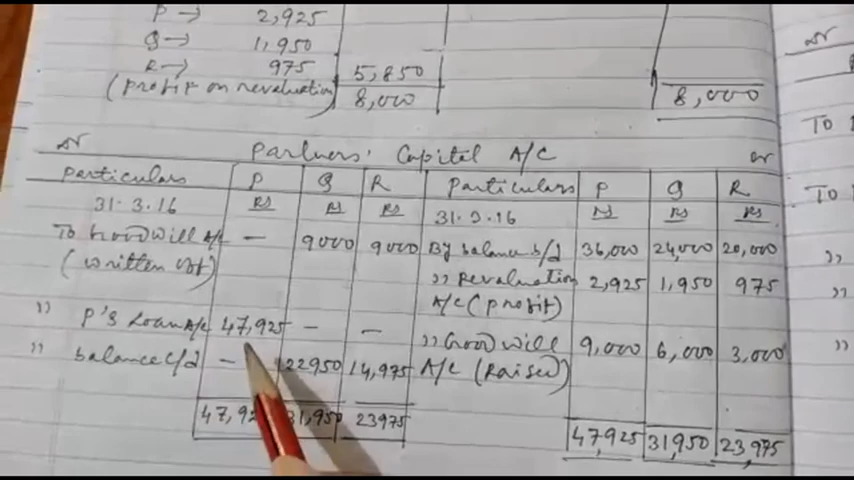 P → 2,925
Q → 1,950
R → 975 5,850
(Profit on revaluation) 8,000 8,000
Dr Partners' Capital A/C cr
Particulars P Q R Particulars P Q R
31.3.16 Rs Rs Rs 31.3.16 Rs Rs Rs
To Goodwill A/c — 9000 9000 By balance b/d 36,000 24,000 20,000
(written off) " Revaluation 2,925 1,950 975
A/C (profit)
" P's Loan A/c 47,925 — — " Goodwill 9,000 6,000 3,000
" balance c/d — 22950 14,975 A/C (Raised)
47,92 31,950 23975 47,925 31,950 23,975
Dr
To
To
"
"
"